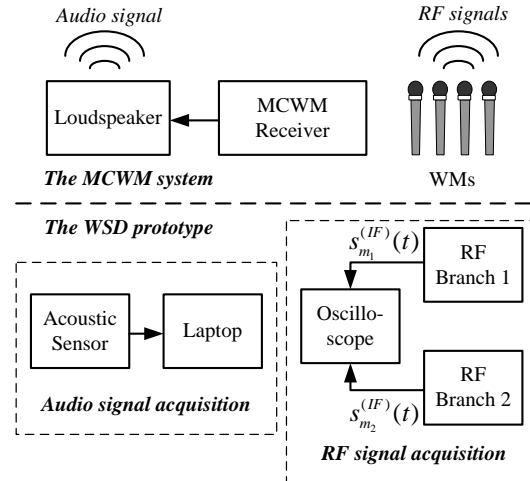 Audio signal
RF signals
Loudspeaker
MCWM
Receiver
The MCWM system
WMs
The WSD prototype
s_{m_1}^{(IF)}(t)
RF
Branch 1
Acoustic
Sensor
Laptop
Oscillo-
scope
Audio signal acquisition
s_{m_2}^{(IF)}(t)
RF
Branch 2
RF signal acquisition